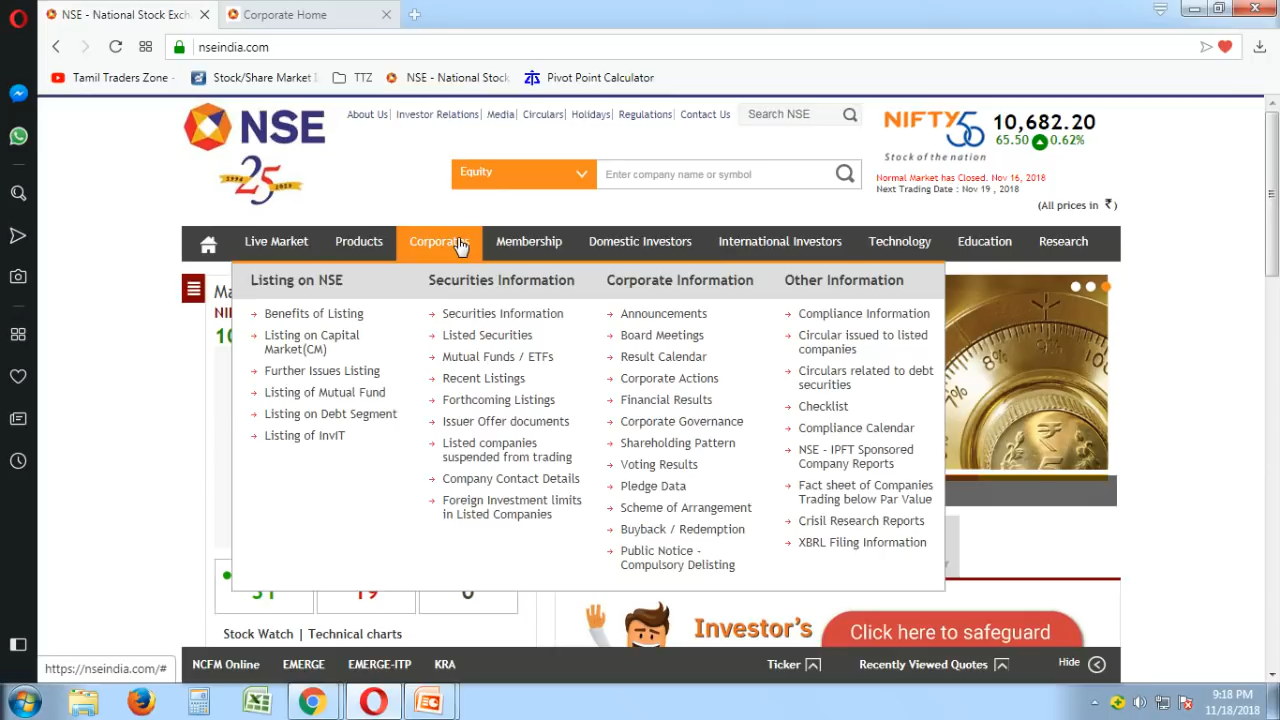 NSE - National Stock Exch
Corporate Home
nseindia.com
Tamil Traders Zone -
Stock/Share Market I
TTZ
NSE - National Stock
Pivot Point Calculator
NSE
1994 25 2019
About Us | Investor Relations | Media | Circulars | Holidays | Regulations | Contact Us
Search NSE
Equity
Enter company name or symbol
NIFTY50
Stock of the nation
10,682.20
65.50 0.62%
Normal Market has Closed. Nov 16, 2018
Next Trading Date : Nov 19 , 2018
(All prices in ₹ )
Live Market
Products
Corporates
Membership
Domestic Investors
International Investors
Technology
Education
Research
Listing on NSE
Benefits of Listing
Listing on Capital
Market(CM)
Further Issues Listing
Listing of Mutual Fund
Listing on Debt Segment
Listing of InvIT
Securities Information
Securities Information
Listed Securities
Mutual Funds / ETFs
Recent Listings
Forthcoming Listings
Issuer Offer documents
Listed companies
suspended from trading
Company Contact Details
Foreign Investment limits
in Listed Companies
Corporate Information
Announcements
Board Meetings
Result Calendar
Corporate Actions
Financial Results
Corporate Governance
Shareholding Pattern
Voting Results
Pledge Data
Scheme of Arrangement
Buyback / Redemption
Public Notice -
Compulsory Delisting
Other Information
Compliance Information
Circular issued to listed
companies
Circulars related to debt
securities
Checklist
Compliance Calendar
NSE - IPFT Sponsored
Company Reports
Fact sheet of Companies
Trading below Par Value
Crisil Research Reports
XBRL Filing Information
Stock Watch | Technical charts
Investor's
Click here to safeguard
https://nseindia.com/#
NCFM Online
EMERGE
EMERGE-ITP
KRA
Ticker
Recently Viewed Quotes
Hide
9:18 PM
11/18/2018